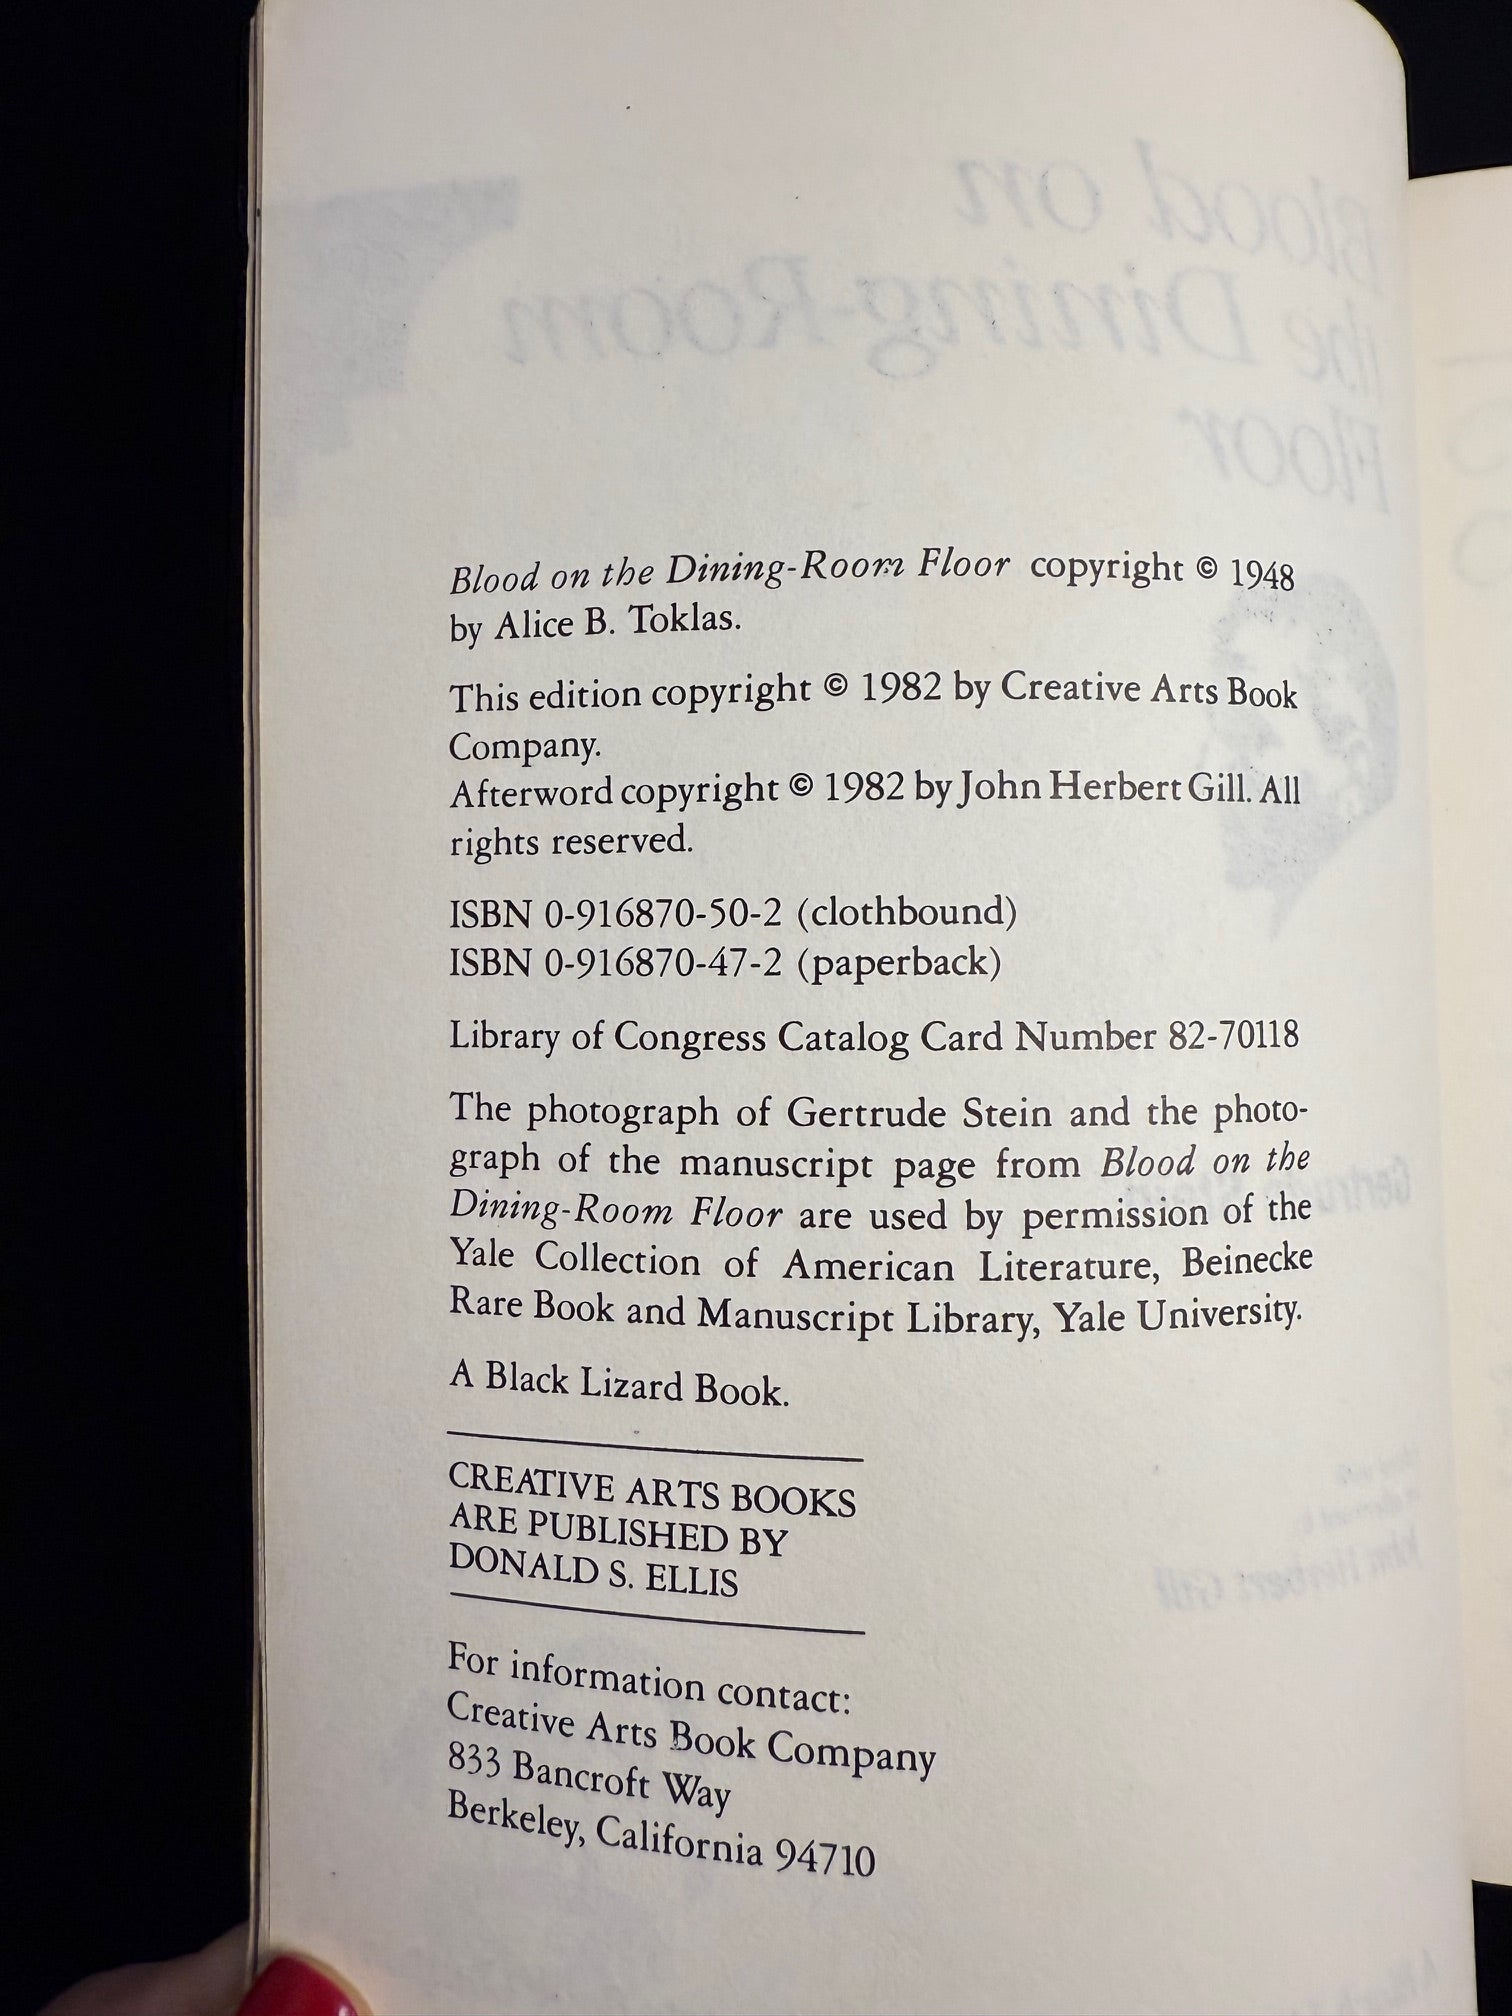 Blood on the Dining-Room Floor copyright © 1948
by Alice B. Toklas.
This edition copyright © 1982 by Creative Arts Book
Company.
Afterword copyright © 1982 by John Herbert Gill. All
rights reserved.
ISBN 0-916870-50-2 (clothbound)
ISBN 0-916870-47-2 (paperback)
Library of Congress Catalog Card Number 82-70118
The photograph of Gertrude Stein and the photo-
graph of the manuscript page from Blood on the
Dining-Room Floor are used by permission of the
Yale Collection of American Literature, Beinecke
Rare Book and Manuscript Library, Yale University.
A Black Lizard Book.
CREATIVE ARTS BOOKS
ARE PUBLISHED BY
DONALD S. ELLIS
For information contact:
Creative Arts Book Company
833 Bancroft Way
Berkeley, California 94710